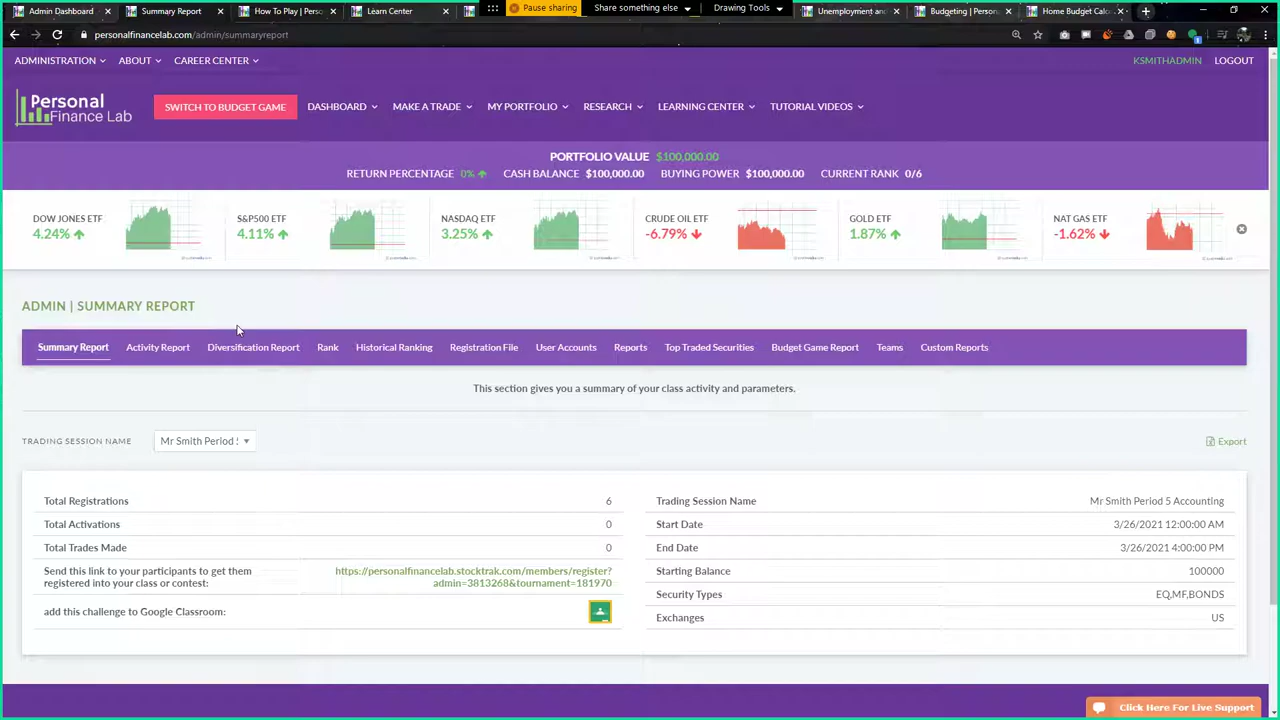 Admin Dashboard
Summary Report
How To Play | Perso
Learn Center
Pause sharing
Share something else
Drawing Tools
Unemployment and
Budgeting | Person
Home Budget Calc
personalfinancelab.com/admin/summaryreport
ADMINISTRATION ABOUT CAREER CENTER
KSMITHADMIN LOGOUT
Personal
Finance Lab
SWITCH TO BUDGET GAME
DASHBOARD MAKE A TRADE MY PORTFOLIO RESEARCH LEARNING CENTER TUTORIAL VIDEOS
PORTFOLIO VALUE $100,000.00
RETURN PERCENTAGE 0% CASH BALANCE $100,000.00 BUYING POWER $100,000.00 CURRENT RANK 0/6
DOW JONES ETF
4.24%
S&P500 ETF
4.11%
NASDAQ ETF
3.25%
CRUDE OIL ETF
-6.79%
GOLD ETF
1.87%
NAT GAS ETF
-1.62%
ADMIN | SUMMARY REPORT
Summary Report Activity Report Diversification Report Rank Historical Ranking Registration File User Accounts Reports Top Traded Securities Budget Game Report Teams Custom Reports
This section gives you a summary of your class activity and parameters.
TRADING SESSION NAME
Mr Smith Period
Export
Total Registrations 6
Total Activations 0
Total Trades Made 0
Send this link to your participants to get them
registered into your class or contest:
https://personalfinancelab.stocktrak.com/members/register?
admin=3813268&tournament=181970
add this challenge to Google Classroom:
Trading Session Name Mr Smith Period 5 Accounting
Start Date 3/26/2021 12:00:00 AM
End Date 3/26/2021 4:00:00 PM
Starting Balance 100000
Security Types EQ,MF,BONDS
Exchanges US
Click Here For Live Support